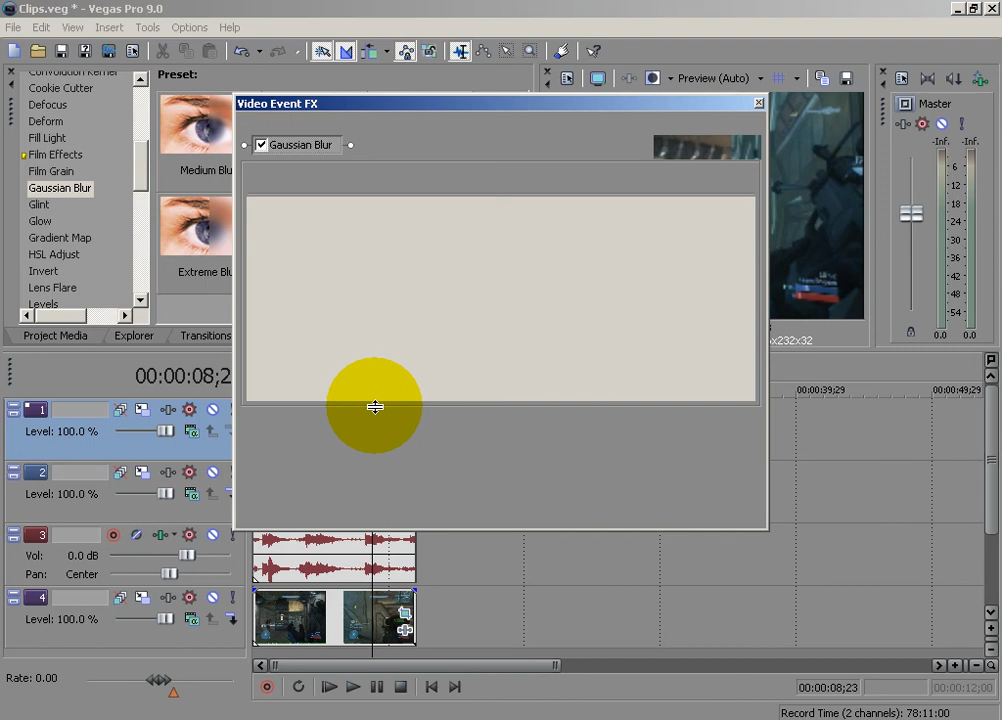 Clips.veg * - Vegas Pro 9.0
File Edit View Insert Tools Options Help
Convolution Kernel
Cookie Cutter
Defocus
Deform
Fill Light
Film Effects
Film Grain
Gaussian Blur
Glint
Glow
Gradient Map
HSL Adjust
Invert
Lens Flare
Levels
Preset:
Medium Blu
Extreme Blu
Project Media Explorer Transitions
Video Event FX
Gaussian Blur
Preview (Auto)
x232x32
Master
-Inf. -Inf.
6
12
18
24
30
36
42
48
54
0.0 0.0
00:00:08;2
00:00:39;29 00:00:49;29
1
Level: 100.0 %
2
Level: 100.0 %
3
Vol: 0.0 dB
Pan: Center
4
Level: 100.0 %
Rate: 0.00
00:00:08;23 00:00:12;00
Record Time (2 channels): 78:11:00